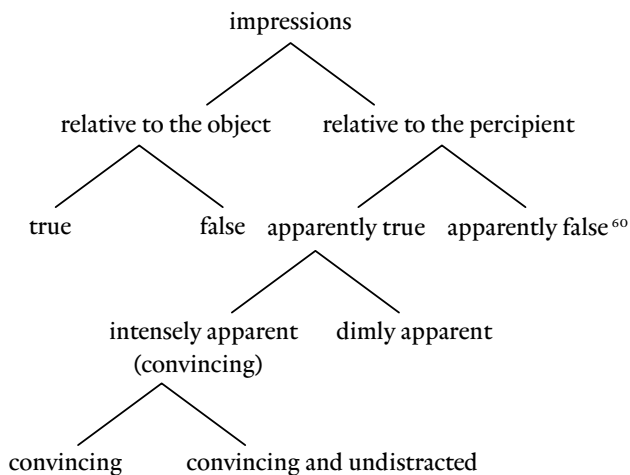 impressions
relative to the object relative to the percipient
true false apparently true apparently false 60
intensely apparent dimly apparent
(convincing)
convincing convincing and undistracted